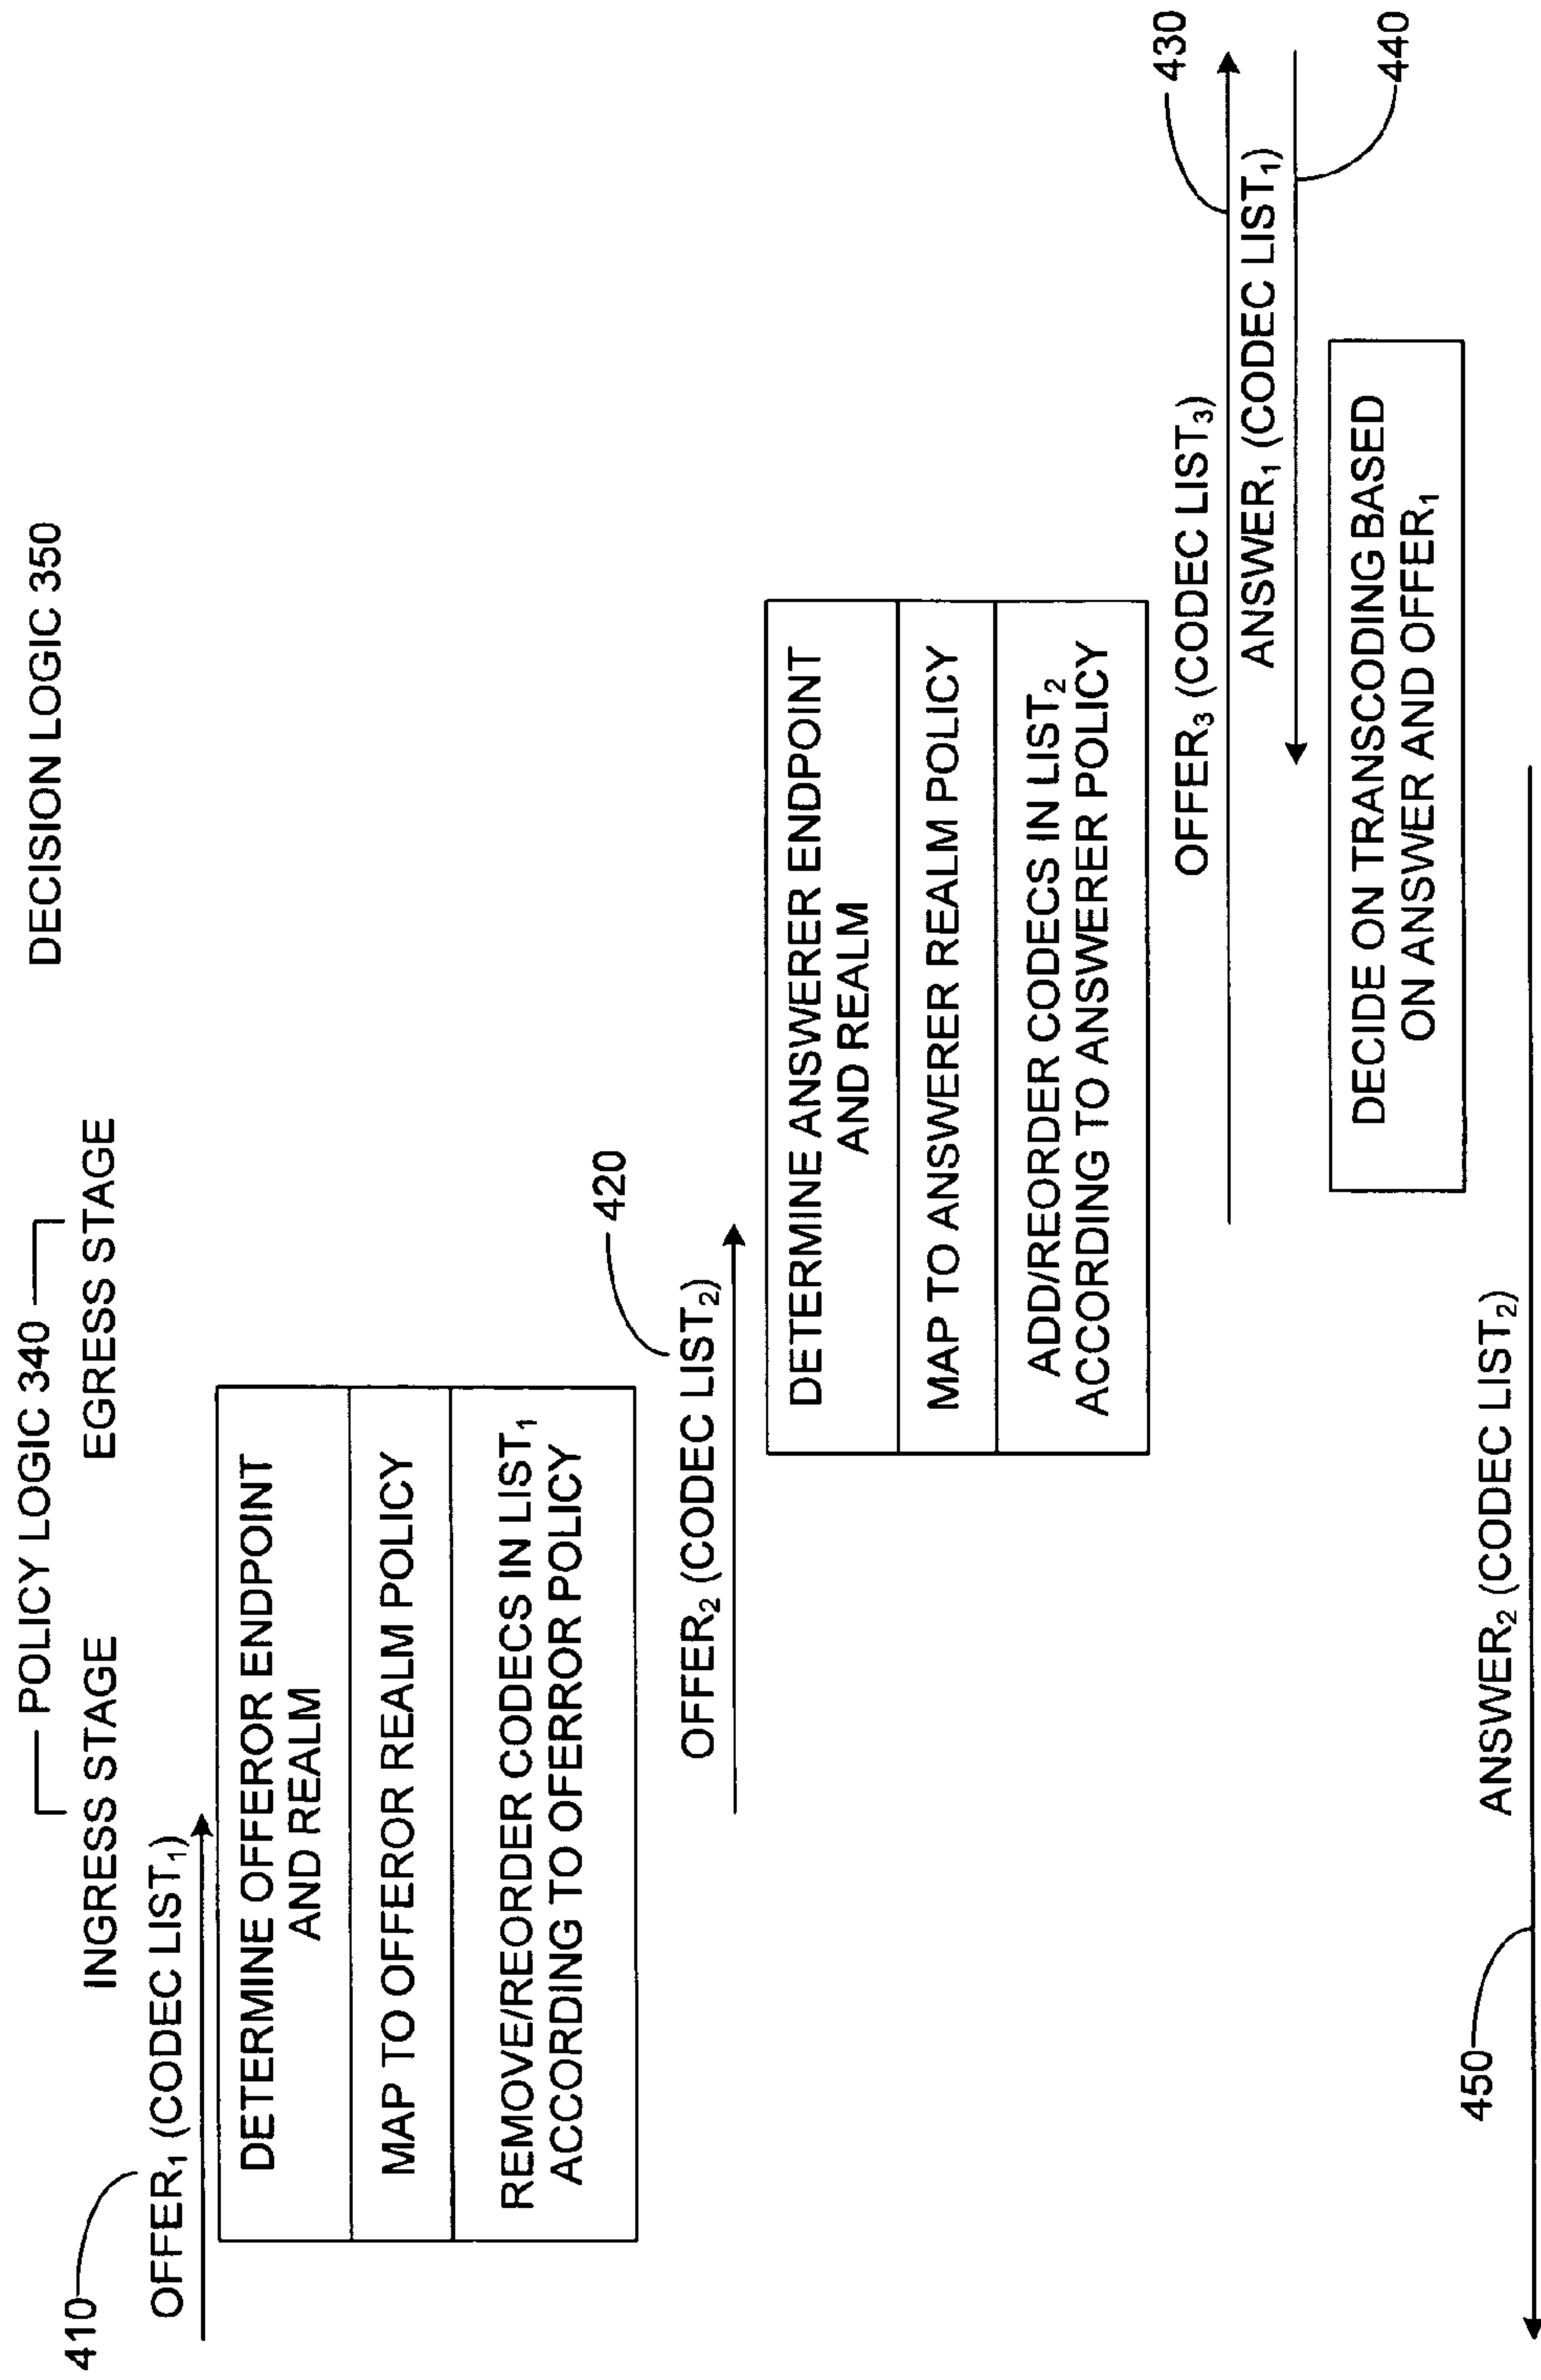 POLICY LOGIC 340
DECISION LOGIC 350
INGRESS STAGE
EGRESS STAGE
410
OFFER₁ (CODEC LIST₁)
DETERMINE OFFEROR ENDPOINT
AND REALM
MAP TO OFFEROR REALM POLICY
REMOVE/REORDER CODECS IN LIST₁
ACCORDING TO OFERROR POLICY
420
OFFER₂ (CODEC LIST₂)
DETERMINE ANSWERER ENDPOINT
AND REALM
MAP TO ANSWERER REALM POLICY
ADD/REORDER CODECS IN LIST₂
ACCORDING TO ANSWERER POLICY
430
OFFER₃ (CODEC LIST₃)
ANSWER₁ (CODEC LIST₁)
440
DECIDE ON TRANSCODING BASED
ON ANSWER AND OFFER₁
ANSWER₂ (CODEC LIST₂)
450